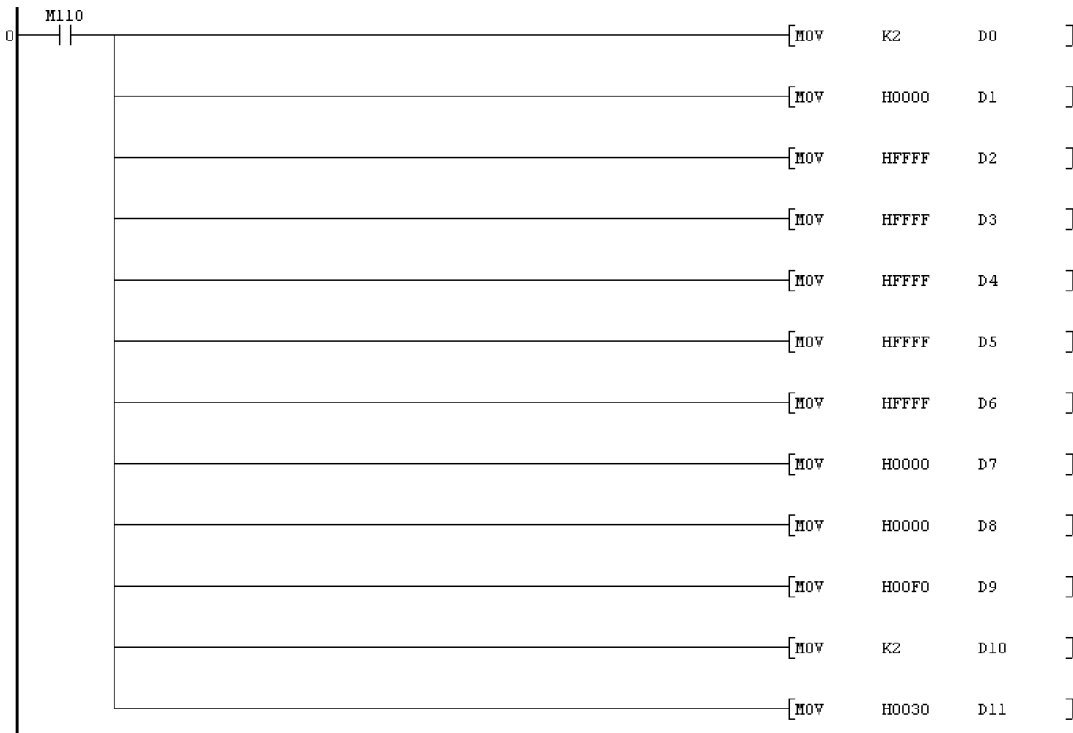 M110
0 [MOV K2 D0 ]
[MOV H0000 D1 ]
[MOV HFFFF D2 ]
[MOV HFFFF D3 ]
[MOV HFFFF D4 ]
[MOV HFFFF D5 ]
[MOV HFFFF D6 ]
[MOV H0000 D7 ]
[MOV H0000 D8 ]
[MOV H00F0 D9 ]
[MOV K2 D10 ]
[MOV H0030 D11 ]